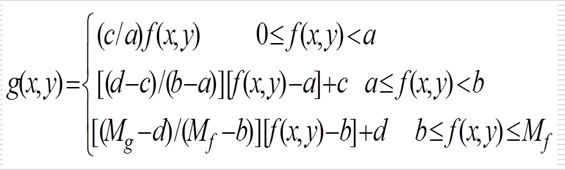 (c/a)f(x,y) 0≤f(x,y)<a
g(x,y)={ [(d−c)/(b−a)][f(x,y)−a]+c a≤f(x,y)<b
[(M_g−d)/(M_f−b)][f(x,y)−b]+d b≤f(x,y)≤M_f